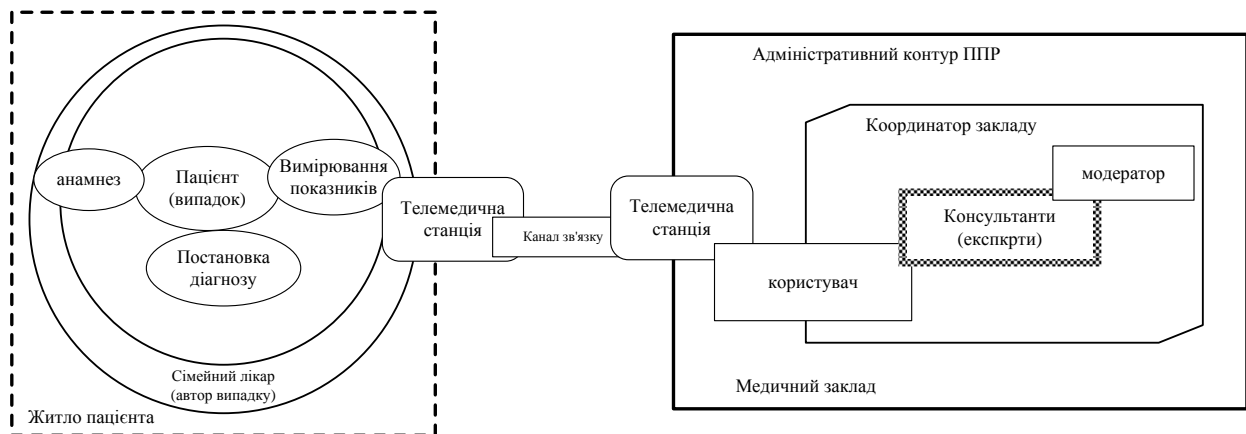 анамнез
Пацієнт
(випадок)
Вимірювання
показників
Постановка
діагнозу
Сімейний лікар
(автор випадку)
Житло пацієнта
Телемедична
станція
Канал зв'язку
Телемедична
станція
Адміністративний контур ППР
Координатор закладу
модератор
Консультанти
(експкрти)
користувач
Медичний заклад